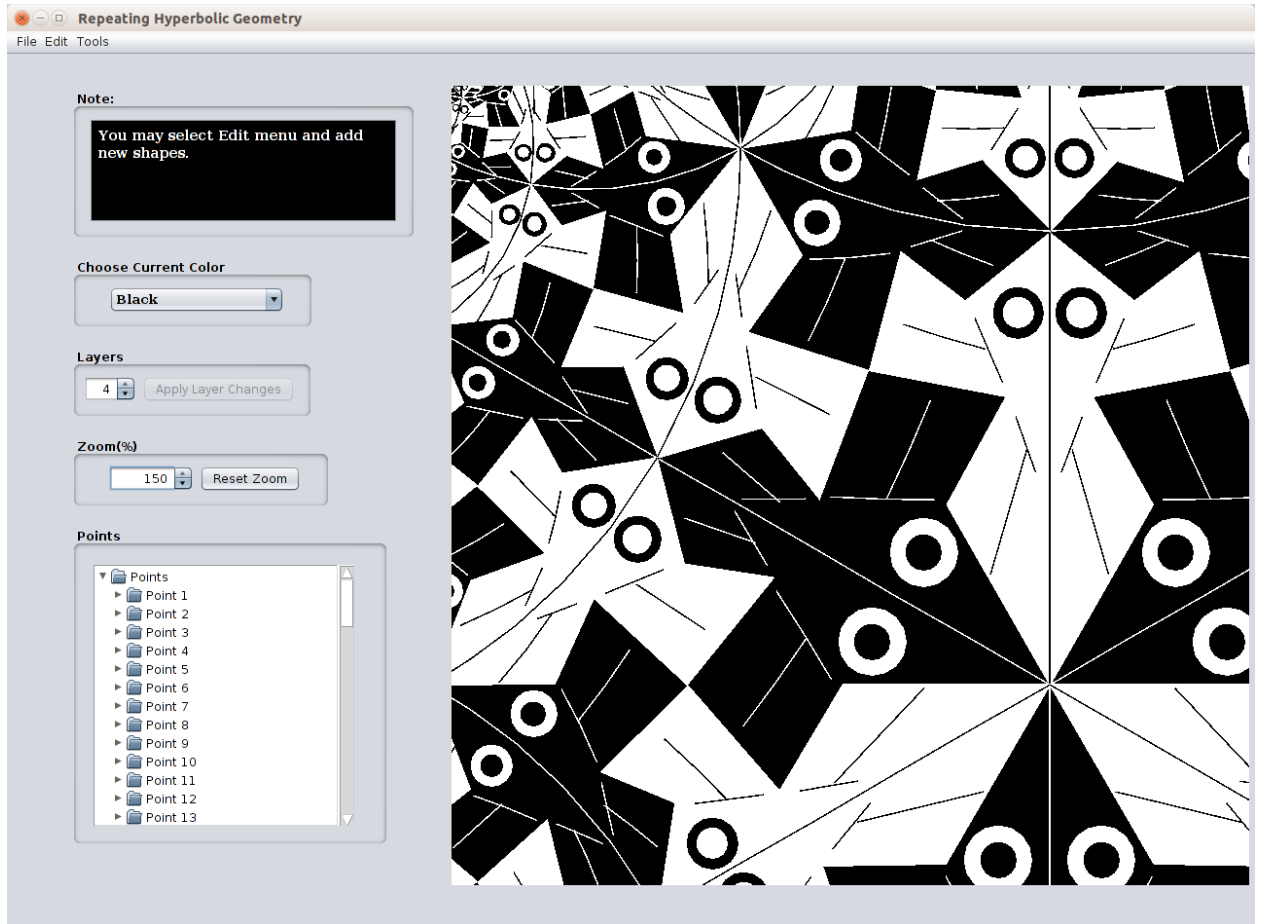 Repeating Hyperbolic Geometry
File Edit Tools
Note:
You may select Edit menu and add
new shapes.
Choose Current Color
Black
Layers
4 Apply Layer Changes
Zoom(%)
150 Reset Zoom
Points
Points
Point 1
Point 2
Point 3
Point 4
Point 5
Point 6
Point 7
Point 8
Point 9
Point 10
Point 11
Point 12
Point 13